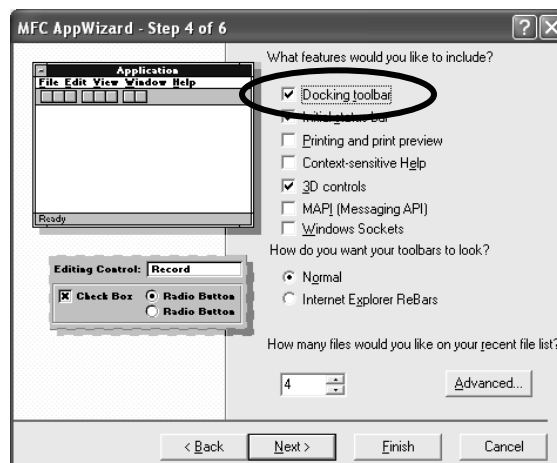 MFC AppWizard - Step 4 of 6
Application
File Edit View Window Help
Ready
Editing Control: Record
Check Box
Radio Button
Radio Button
What features would you like to include?
Docking toolbar
Initial status bar
Printing and print preview
Context-sensitive Help
3D controls
MAPI (Messaging API)
Windows Sockets
How do you want your toolbars to look?
Normal
Internet Explorer ReBars
How many files would you like on your recent file list?
4
Advanced...
< Back
Next >
Finish
Cancel